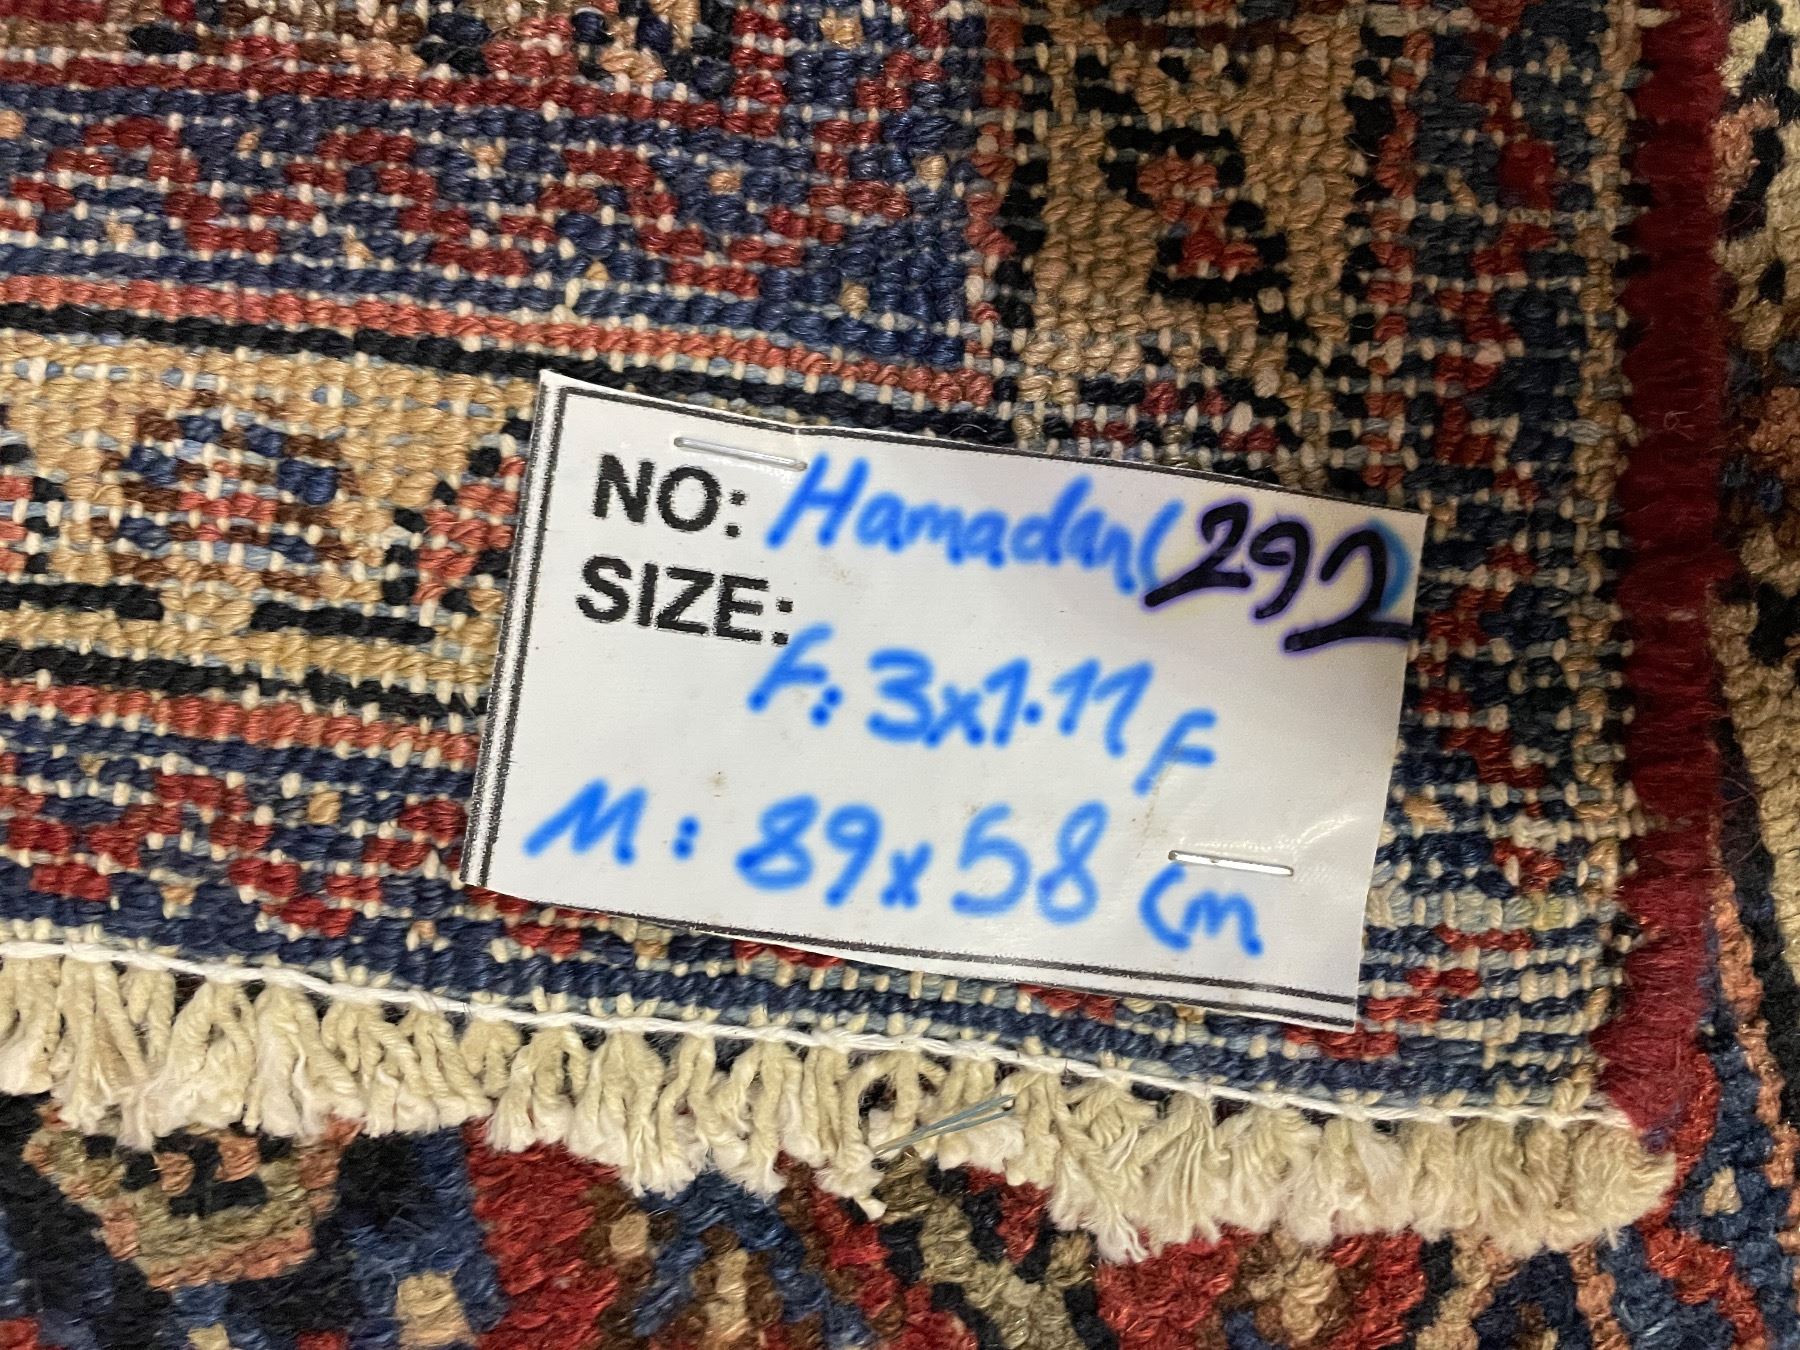 NO: Hamadan(292)
SIZE:
F: 3x1.11 F
M: 89x58 cm